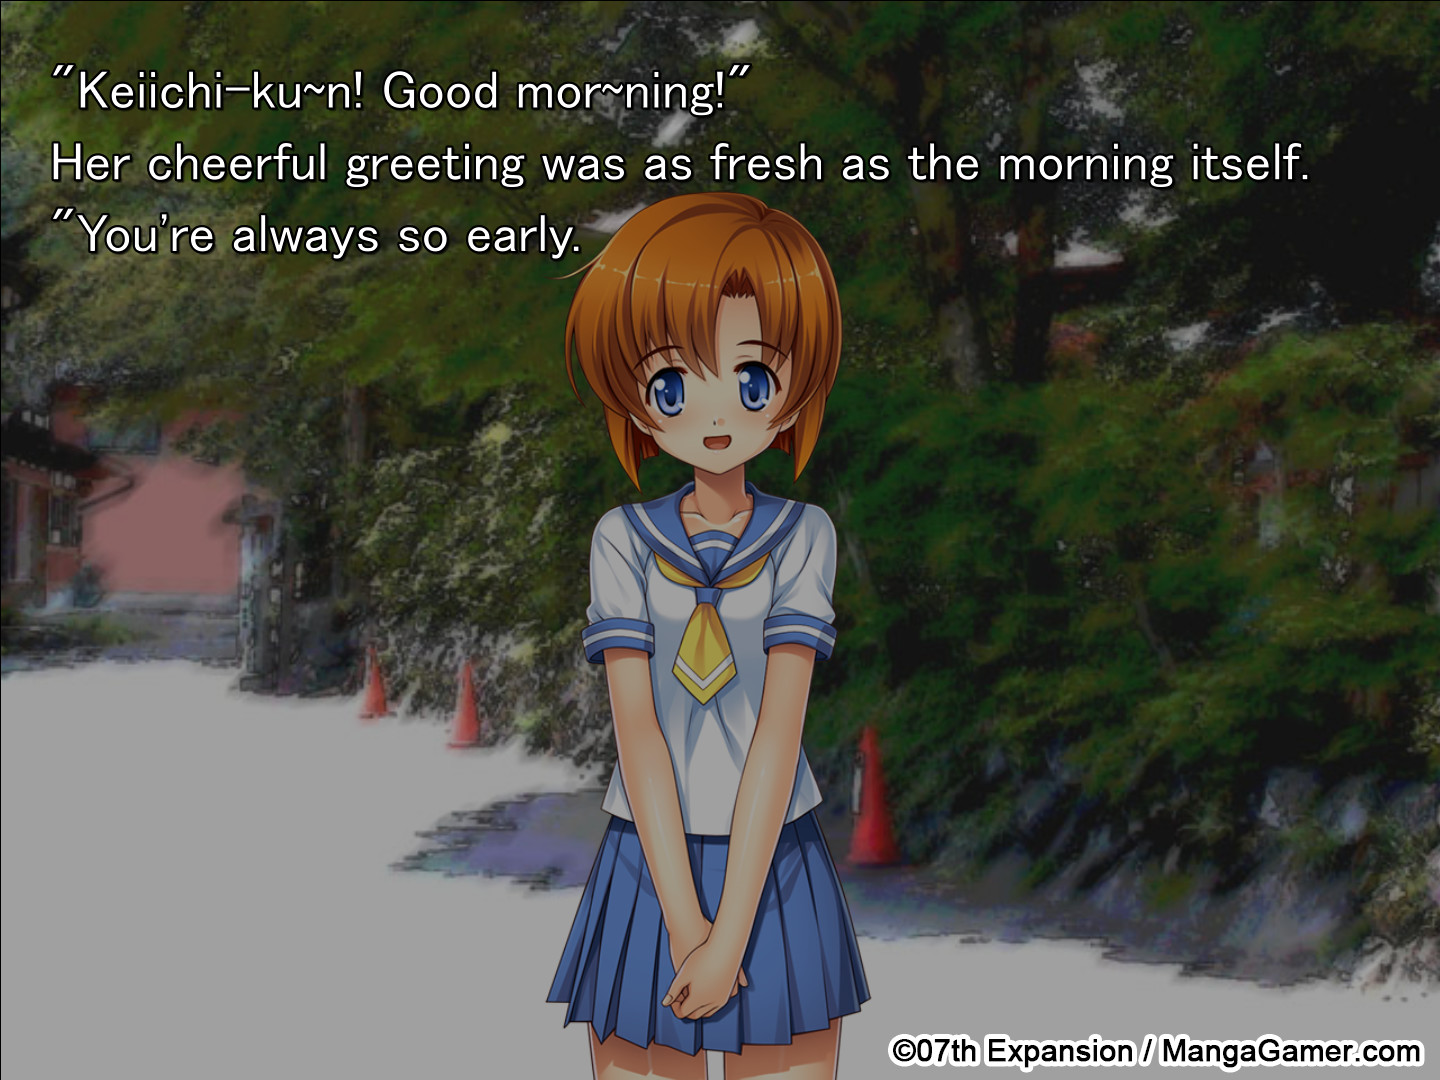 "Keiichi-ku~n! Good mor~ning!"
Her cheerful greeting was as fresh as the morning itself.
"You're always so early.
©07th Expansion / MangaGamer.com